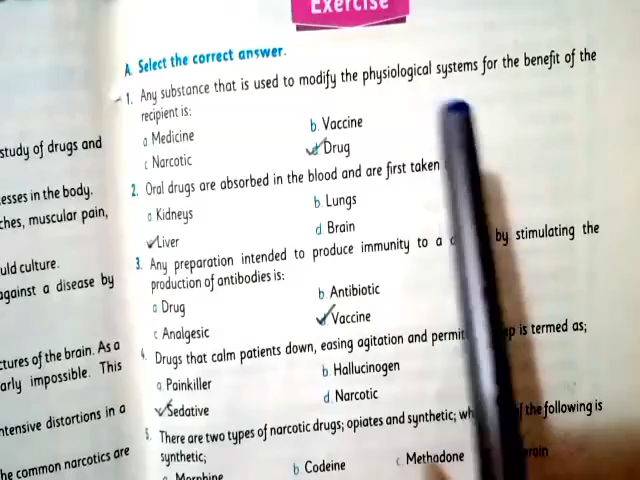 Exercise
A. Select the correct answer.
1. Any substance that is used to modify the physiological systems for the benefit of the
recipient is:
a. Medicine
b. Vaccine
c Narcotic
Drug
2. Oral drugs are absorbed in the blood and are first taken
a Kidneys
b. Lungs
Liver
d Brain
3. Any preparation intended to produce immunity to a d by stimulating the
production of antibodies is:
a Drug
b Antibiotic
c Analgesic
Vaccine
4. Drugs that calm patients down, easing agitation and permit p is termed as;
a Painkiller
b. Hallucinogen
Sedative
d. Narcotic
5. There are two types of narcotic drugs; opiates and synthetic; wh f the following is
synthetic;
a Morphine
b Codeine
c Methadone
roin
study of drugs and
esses in the body.
ches, muscular pain,
uld culture.
against a disease by
ctures of the brain. As a
arly impossible. This
ntensive distortions in a
he common narcotics are